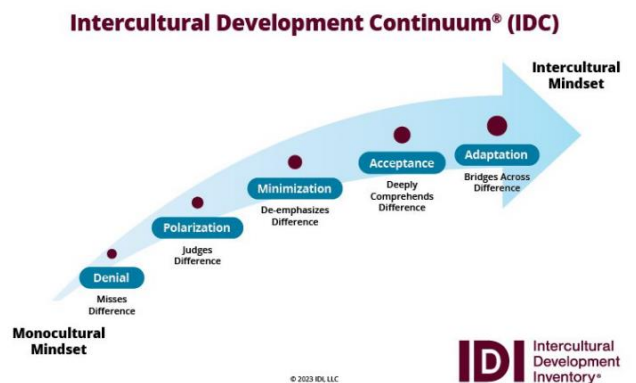 Intercultural Development Continuum® (IDC)
Intercultural
Mindset
Adaptation
Bridges Across
Difference
Acceptance
Deeply
Comprehends
Difference
Minimization
De-emphasizes
Difference
Polarization
Judges
Difference
Denial
Misses
Difference
Monocultural
Mindset
© 2023 IDI, LLC
IDI
Intercultural
Development
Inventory®